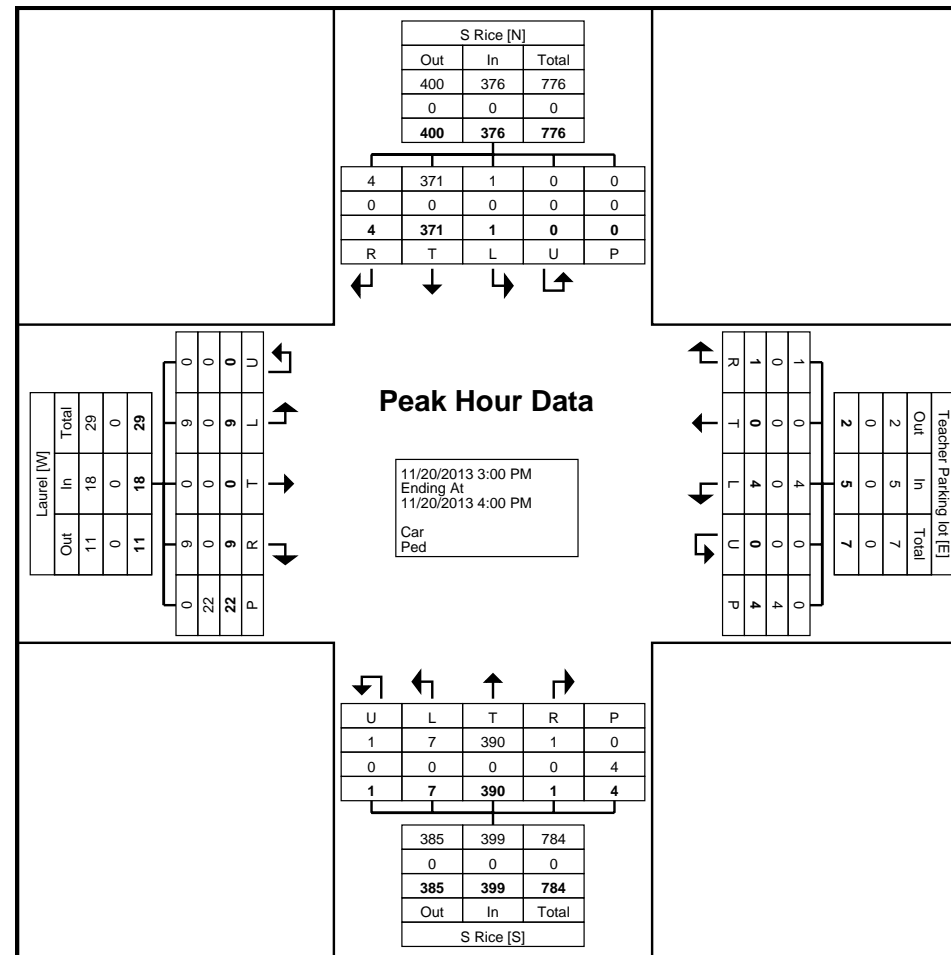 S Rice [N]
Out In Total
400 376 776
0 0 0
400 376 776
4 371 1 0 0
0 0 0 0 0
4 371 1 0 0
R T L U P
Laurel [W]
Total 29 0 29
In 18 0 18
Out 11 0 11
0 0 0 U
9 0 9 L
0 0 0 T
9 0 9 R
0 22 22 P
Peak Hour Data
11/20/2013 3:00 PM
Ending At
11/20/2013 4:00 PM
Car
Ped
R 1 0 1
T 0 0 0
L 4 0 4
U 0 0 0
P 4 4 0
2 0 2 Out
5 0 5 In
7 0 7 Total
Teacher Parking lot [E]
U L T R P
1 7 390 1 0
0 0 0 0 4
1 7 390 1 4
385 399 784
0 0 0
385 399 784
Out In Total
S Rice [S]